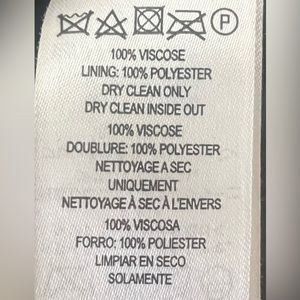 P
100% VISCOSE
LINING: 100% POLYESTER
DRY CLEAN ONLY
DRY CLEAN INSIDE OUT
100% VISCOSE
DOUBLURE: 100% POLYESTER
NETTOYAGE A SEC
UNIQUEMENT
NETTOYAGE À SEC À L'ENVERS
100% VISCOSA
FORRO: 100% POLIESTER
LIMPIAR EN SECO
SOLAMENTE